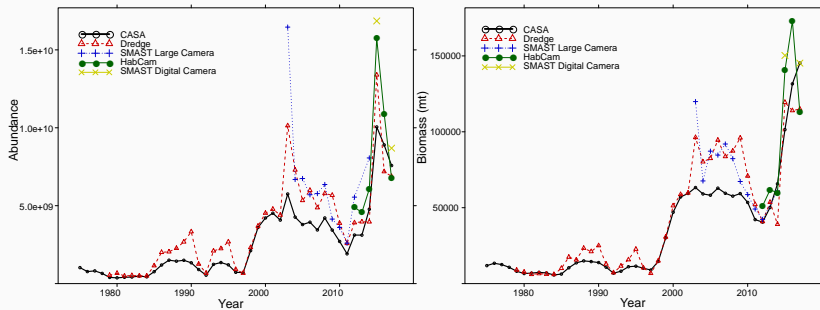 CASA
Dredge
SMAST Large Camera
HabCam
SMAST Digital Camera
1.5e+10
1.0e+10
5.0e+09
Abundance
1980
1990
2000
2010
Year
CASA
Dredge
SMAST Large Camera
HabCam
SMAST Digital Camera
150000
100000
50000
Biomass (mt)
1980
1990
2000
2010
Year